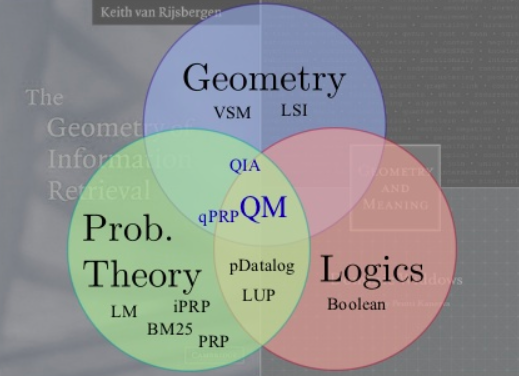 Keith van Rijsbergen
Geometry
VSM LSI
The
Geometry of
Information
Retrieval
QIA
GEOMETRY
AND
MEANING
qPRP QM
Prob.
Theory
pDatalog
LUP
Logics
Boolean
LM iPRP
BM25
PRP